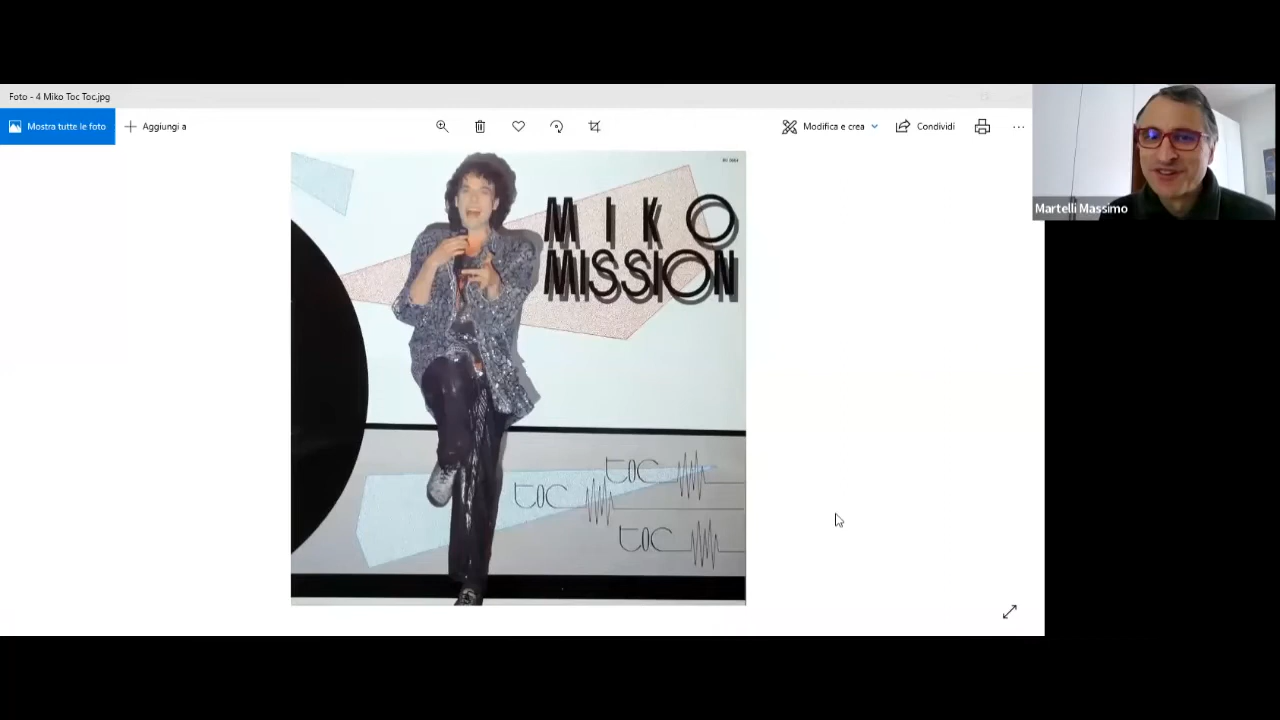 Foto - 4 Miko Toc Toc.jpg
Mostra tutte le foto
Aggiungi a
Modifica e crea
Condividi
Martelli Massimo
MIKO
MISSION
toc
toc
toc